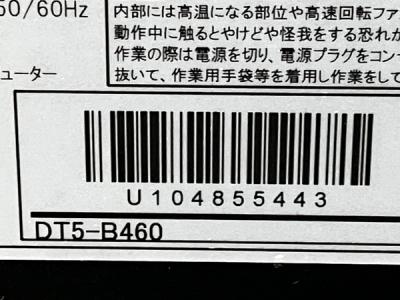 50/60Hz
ューター
内部には高温になる部位や高速回転ファ
動作中に触るとやけどや怪我をする恐れか
作業の際は電源を切り、電源プラグをコン
抜いて、作業用手袋等を着用し作業をして
U104855443
DT5-B460